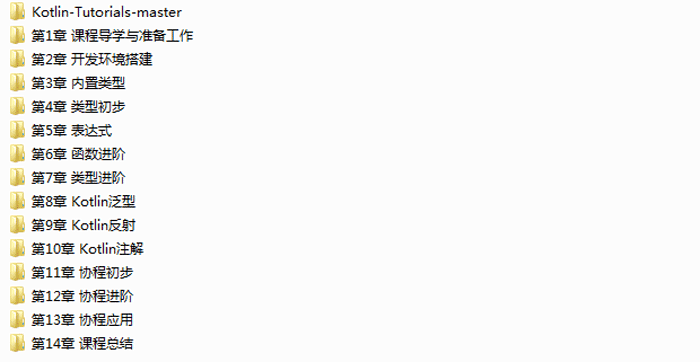 Kotlin-Tutorials-master
第1章 课程导学与准备工作
第2章 开发环境搭建
第3章 内置类型
第4章 类型初步
第5章 表达式
第6章 函数进阶
第7章 类型进阶
第8章 Kotlin泛型
第9章 Kotlin反射
第10章 Kotlin注解
第11章 协程初步
第12章 协程进阶
第13章 协程应用
第14章 课程总结